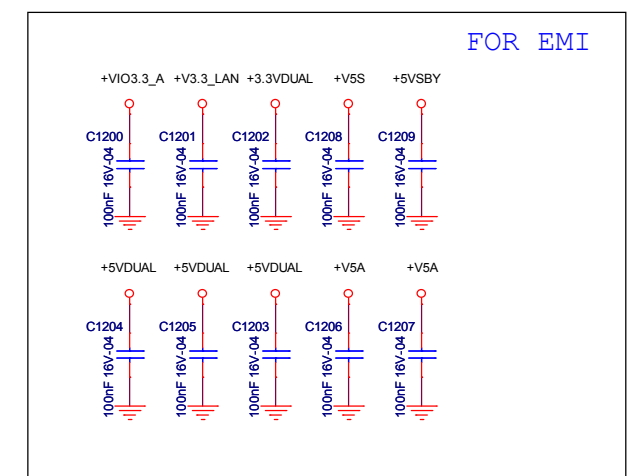 FOR EMI
+VIO3.3_A +V3.3_LAN +3.3VDUAL +V5S +5VSBY
C1200 C1201 C1202 C1208 C1209
100nF 16V-04 100nF 16V-04 100nF 16V-04 100nF 16V-04 100nF 16V-04
+5VDUAL +5VDUAL +5VDUAL +V5A +V5A
C1204 C1205 C1203 C1206 C1207
100nF 16V-04 100nF 16V-04 100nF 16V-04 100nF 16V-04 100nF 16V-04